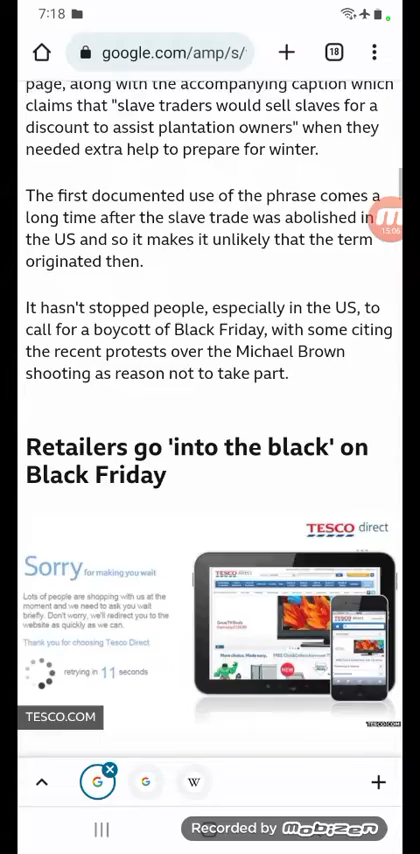 7:18
google.com/amp/s/
18
page, along with the accompanying caption which
claims that "slave traders would sell slaves for a
discount to assist plantation owners" when they
needed extra help to prepare for winter.
The first documented use of the phrase comes a
long time after the slave trade was abolished in
the US and so it makes it unlikely that the term
originated then.
15:06
It hasn't stopped people, especially in the US, to
call for a boycott of Black Friday, with some citing
the recent protests over the Michael Brown
shooting as reason not to take part.
Retailers go 'into the black' on
Black Friday
TESCO direct
Sorry for making you wait
Lots of people are shopping with us at the
moment and we need to ask you wait
briefly. Don't worry, we'll redirect you to the
website as quickly as we can.
Thank you for choosing Tesco Direct
retrying in 11 seconds
NEW
TESCO.COM
TESCO.COM
W
Recorded by mobizen